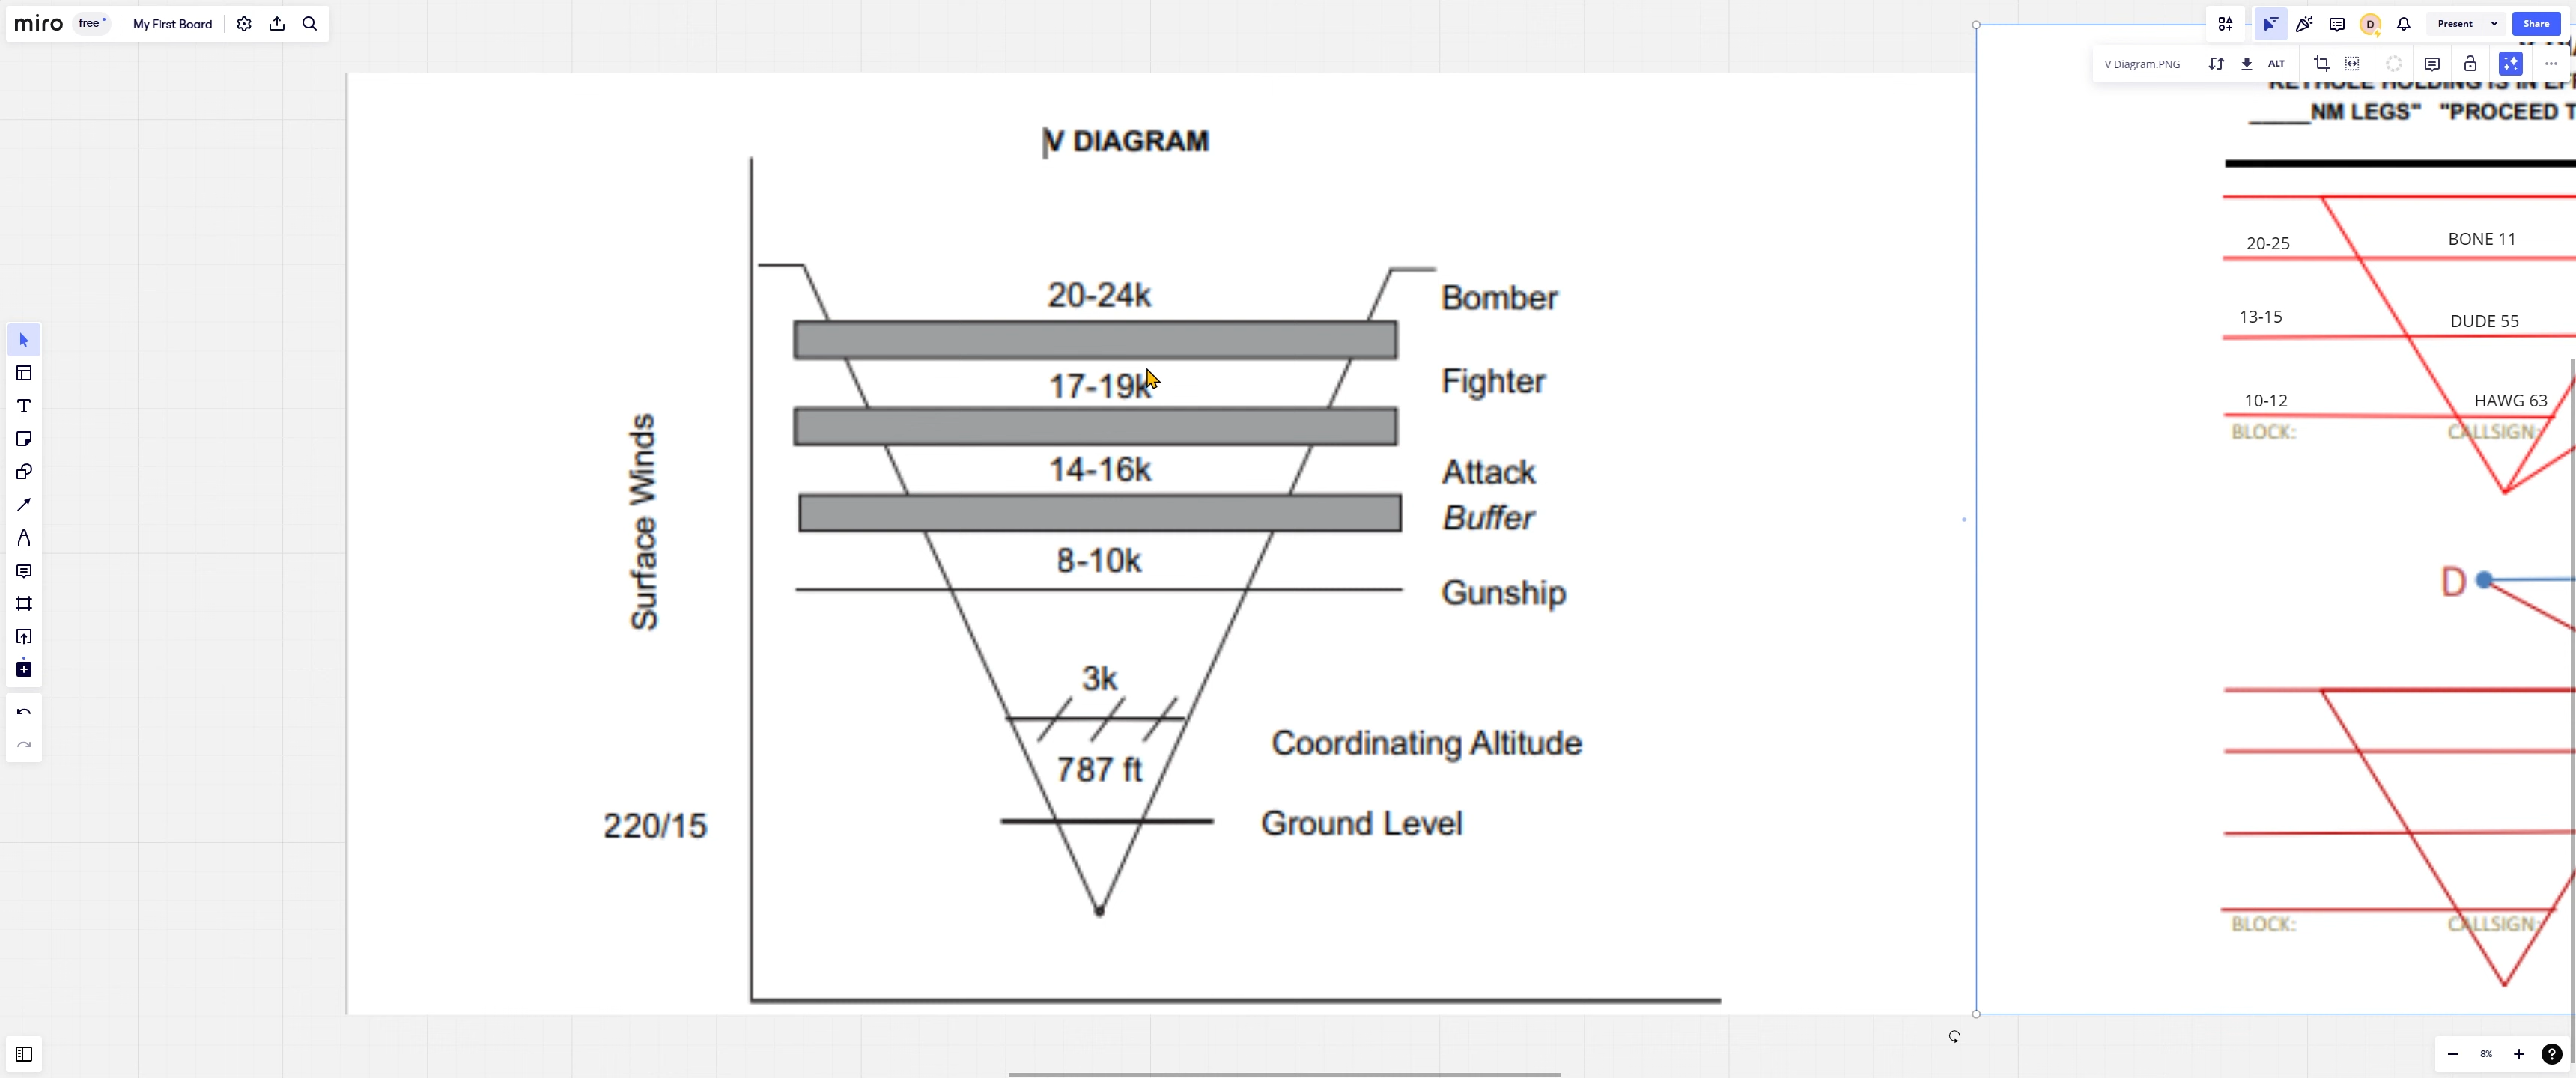 miro
free
My First Board
Present
Share
V Diagram.PNG
ALT
V DIAGRAM
20-24k
Bomber
17-19k
Fighter
14-16k
Attack
Buffer
8-10k
Gunship
Surface Winds
3k
Coordinating Altitude
787 ft
220/15
Ground Level
_____NM LEGS" "PROCEED T
20-25
BONE 11
13-15
DUDE 55
10-12
HAWG 63
BLOCK:
CALLSIGN:
D
BLOCK:
CALLSIGN:
8%